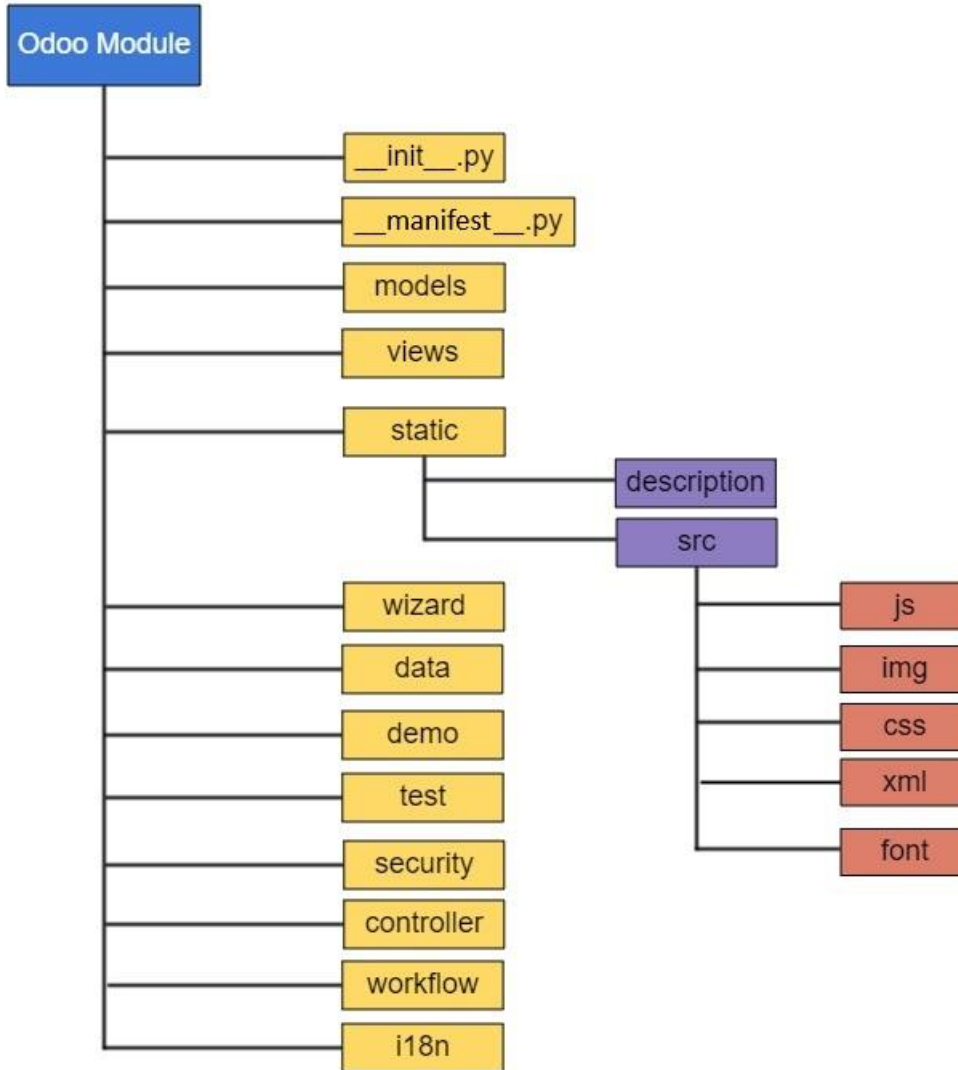 Odoo Module
__init__.py
__manifest__.py
models
views
static
description
src
wizard
js
data
img
demo
css
test
xml
security
font
controller
workflow
i18n